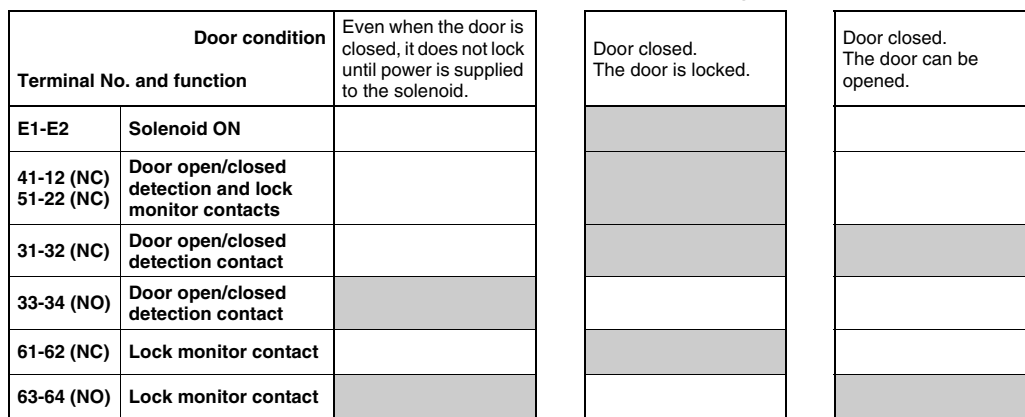 Door condition
Terminal No. and function
Even when the door is
closed, it does not lock
until power is supplied
to the solenoid.
Door closed.
The door is locked.
Door closed.
The door can be
opened.
E1-E2 Solenoid ON
41-12 (NC)
51-22 (NC)
Door open/closed
detection and lock
monitor contacts
31-32 (NC)
Door open/closed
detection contact
33-34 (NO)
Door open/closed
detection contact
61-62 (NC) Lock monitor contact
63-64 (NO) Lock monitor contact